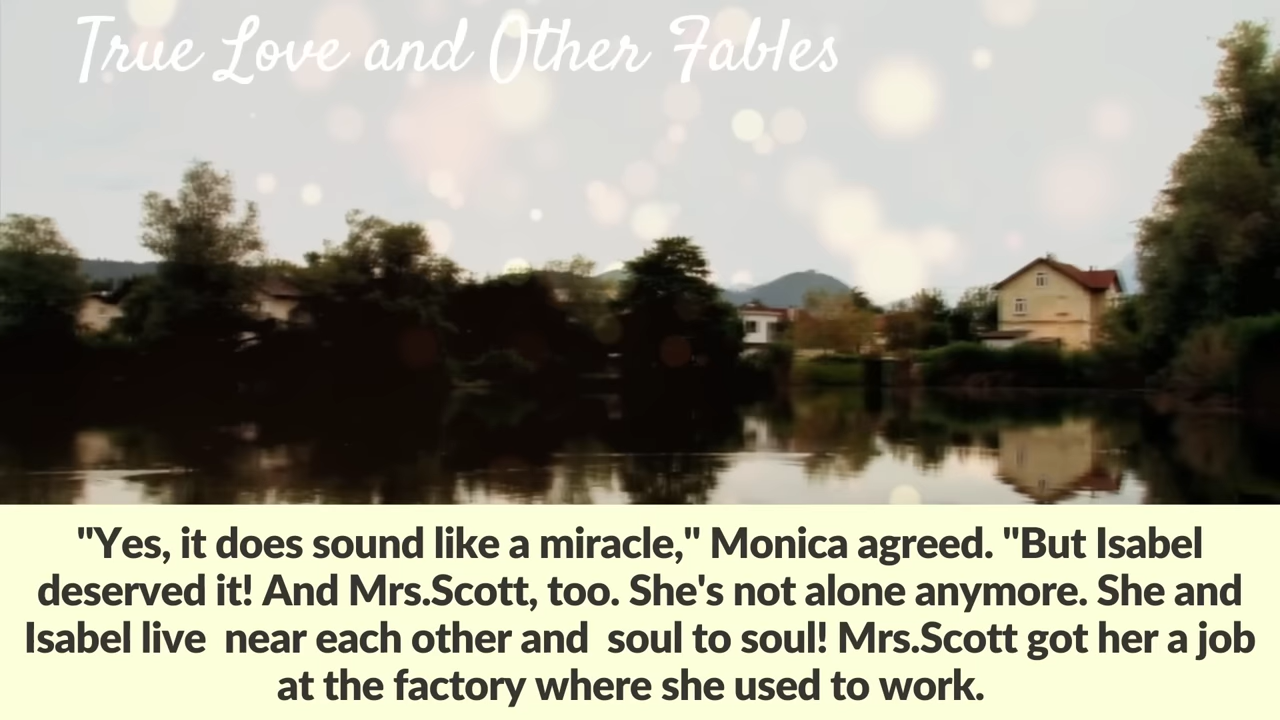 True Love and Other Fables
"Yes, it does sound like a miracle," Monica agreed. "But Isabel
deserved it! And Mrs.Scott, too. She's not alone anymore. She and
Isabel live  near each other and  soul to soul! Mrs.Scott got her a job
at the factory where she used to work.